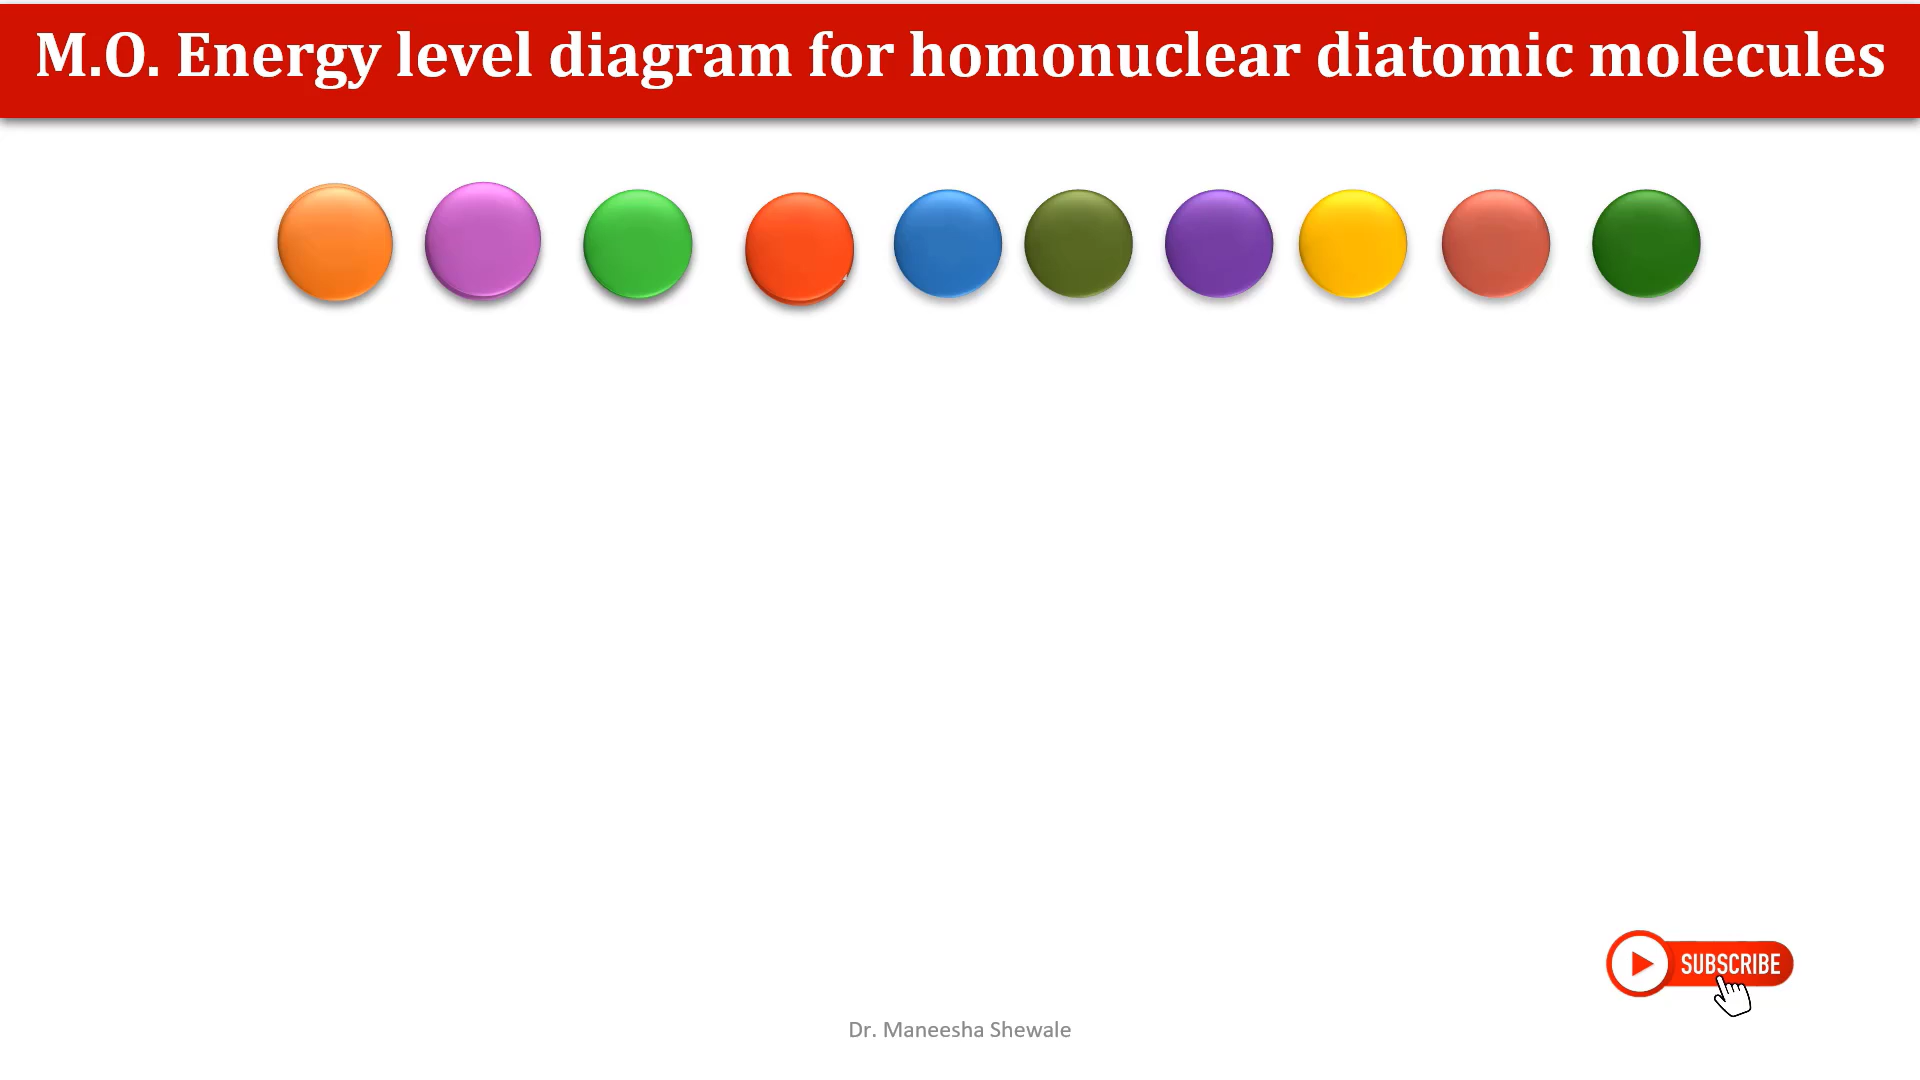 M.O. Energy level diagram for homonuclear diatomic molecules
SUBSCRIBE
Dr. Maneesha Shewale